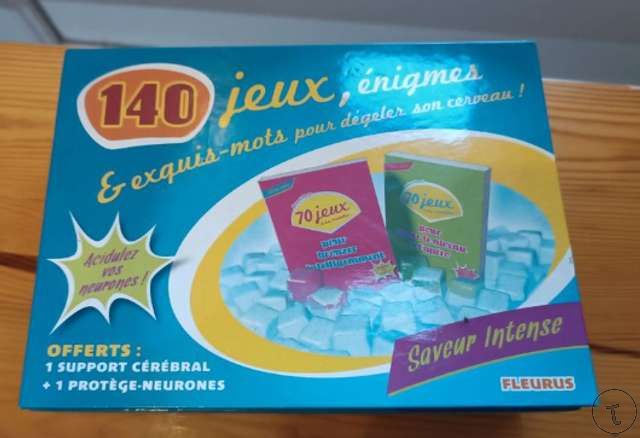 140 jeux, énigmes
& exquis-mots pour dégeler son cerveau !
70 jeux
70 jeux
Acidulez
vos
neurones !
OFFERTS :
1 SUPPORT CÉRÉBRAL
+ 1 PROTÈGE-NEURONES
Saveur Intense
FLEURUS